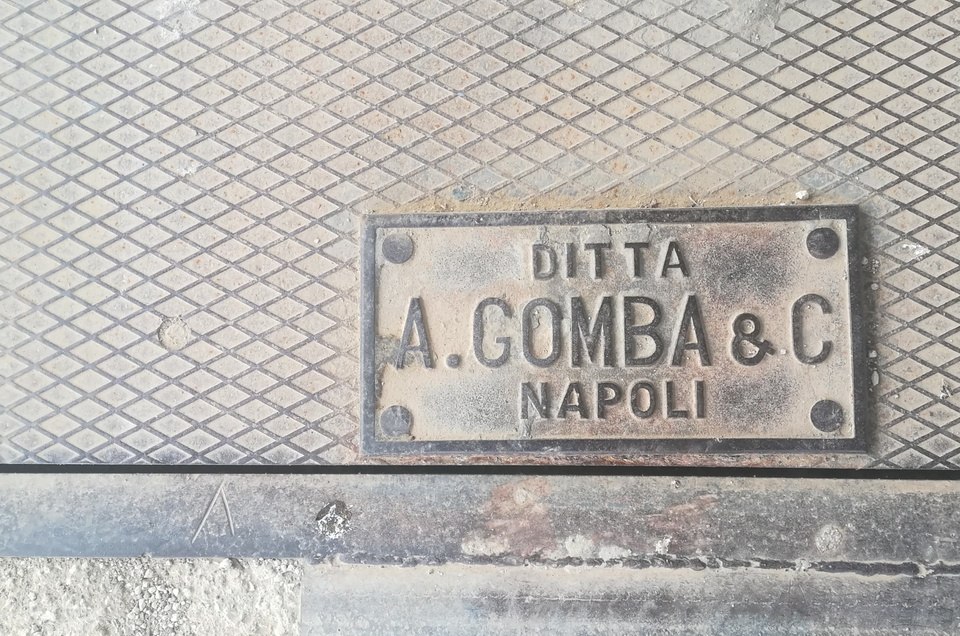 DITTA
A. GOMBA & C
NAPOLI